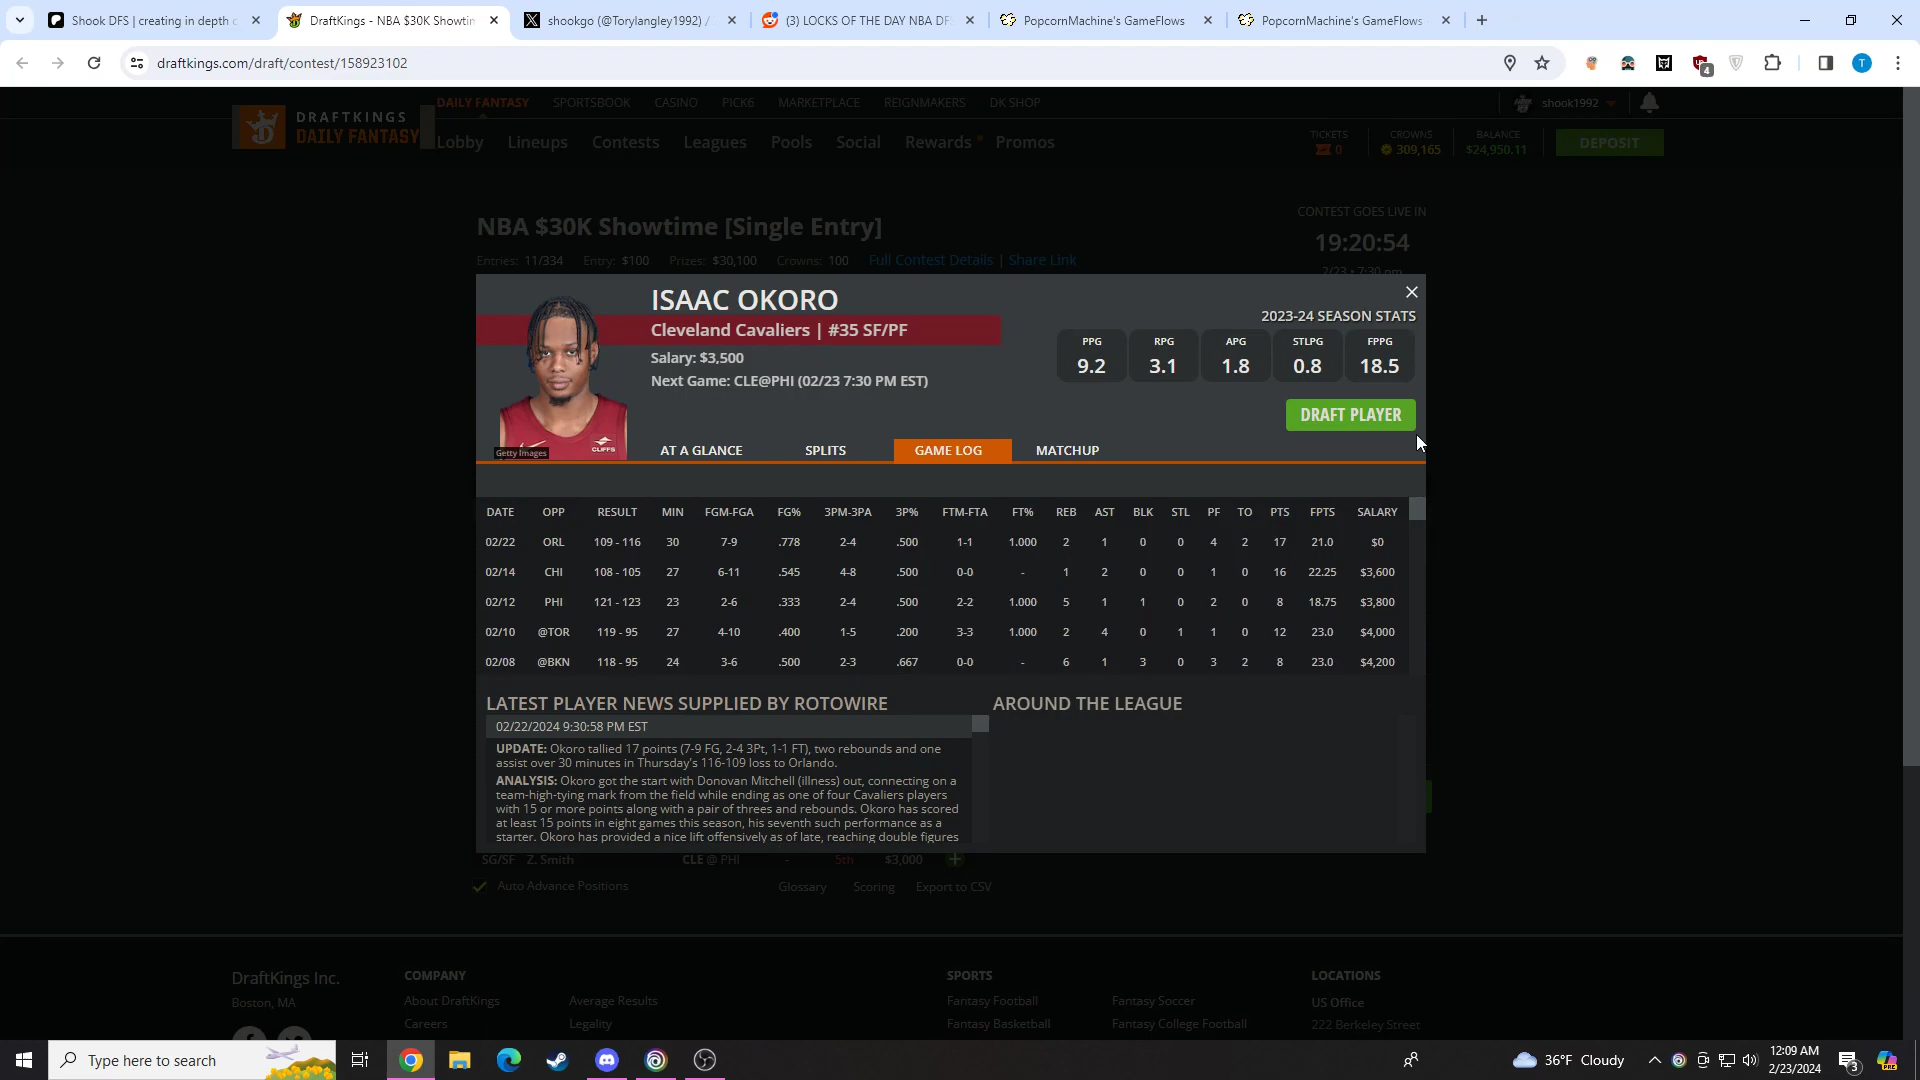 Shook DFS | creating in depth c
DraftKings - NBA $30K Showtin
shookgo (@Torylangley1992) /
(3) LOCKS OF THE DAY NBA DF
PopcornMachine's GameFlows
PopcornMachine's GameFlows
draftkings.com/draft/contest/158923102
4
T
DRAFTKINGS
DAILY FANTASY
DAILY FANTASY SPORTSBOOK CASINO PICK6 MARKETPLACE REIGNMAKERS DK SHOP
shook1992
Lobby Lineups Contests Leagues Pools Social Rewards Promos
TICKETS CROWNS BALANCE
0 309,165 $24,950.11
DEPOSIT
NBA $30K Showtime [Single Entry]
CONTEST GOES LIVE IN
19:20:54
2/23 • 7:30 pm
Entries: 11/334 Entry: $100 Prizes: $30,100 Crowns: 100 Full Contest Details | Share Link
ISAAC OKORO
Cleveland Cavaliers | #35 SF/PF
Salary: $3,500
Next Game: CLE@PHI (02/23 7:30 PM EST)
2023-24 SEASON STATS
PPG RPG APG STLPG FPPG
9.2 3.1 1.8 0.8 18.5
DRAFT PLAYER
Getty Images
CLIFFS
AT A GLANCE SPLITS GAME LOG MATCHUP
DATE OPP RESULT MIN FGM-FGA FG% 3PM-3PA 3P% FTM-FTA FT% REB AST BLK STL PF TO PTS FPTS SALARY
02/22 ORL 109 - 116 30 7-9 .778 2-4 .500 1-1 1.000 2 1 0 0 4 2 17 21.0 $0
02/14 CHI 108 - 105 27 6-11 .545 4-8 .500 0-0 - 1 2 0 0 1 0 16 22.25 $3,600
02/12 PHI 121 - 123 23 2-6 .333 2-4 .500 2-2 1.000 5 1 1 0 2 0 8 18.75 $3,800
02/10 @TOR 119 - 95 27 4-10 .400 1-5 .200 3-3 1.000 2 4 0 1 1 0 12 23.0 $4,000
02/08 @BKN 118 - 95 24 3-6 .500 2-3 .667 0-0 - 6 1 3 0 3 2 8 23.0 $4,200
LATEST PLAYER NEWS SUPPLIED BY ROTOWIRE
AROUND THE LEAGUE
02/22/2024 9:30:58 PM EST
UPDATE: Okoro tallied 17 points (7-9 FG, 2-4 3Pt, 1-1 FT), two rebounds and one
assist over 30 minutes in Thursday's 116-109 loss to Orlando.
ANALYSIS: Okoro got the start with Donovan Mitchell (illness) out, connecting on a
team-high-tying mark from the field while ending as one of four Cavaliers players
with 15 or more points along with a pair of threes and rebounds. Okoro has scored
at least 15 points in eight games this season, his seventh such performance as a
starter. Okoro has provided a nice lift offensively as of late, reaching double figures
SG/SF Z. Smith CLE @ PHI - 5th $3,000 +
Auto Advance Positions
Glossary Scoring Export to CSV
DraftKings Inc.
Boston, MA
COMPANY
About DraftKings Average Results
Careers Legality
SPORTS
Fantasy Football Fantasy Soccer
Fantasy Basketball Fantasy College Football
LOCATIONS
US Office
222 Berkeley Street
Type here to search
36°F Cloudy
12:09 AM
2/23/2024
3
PRE